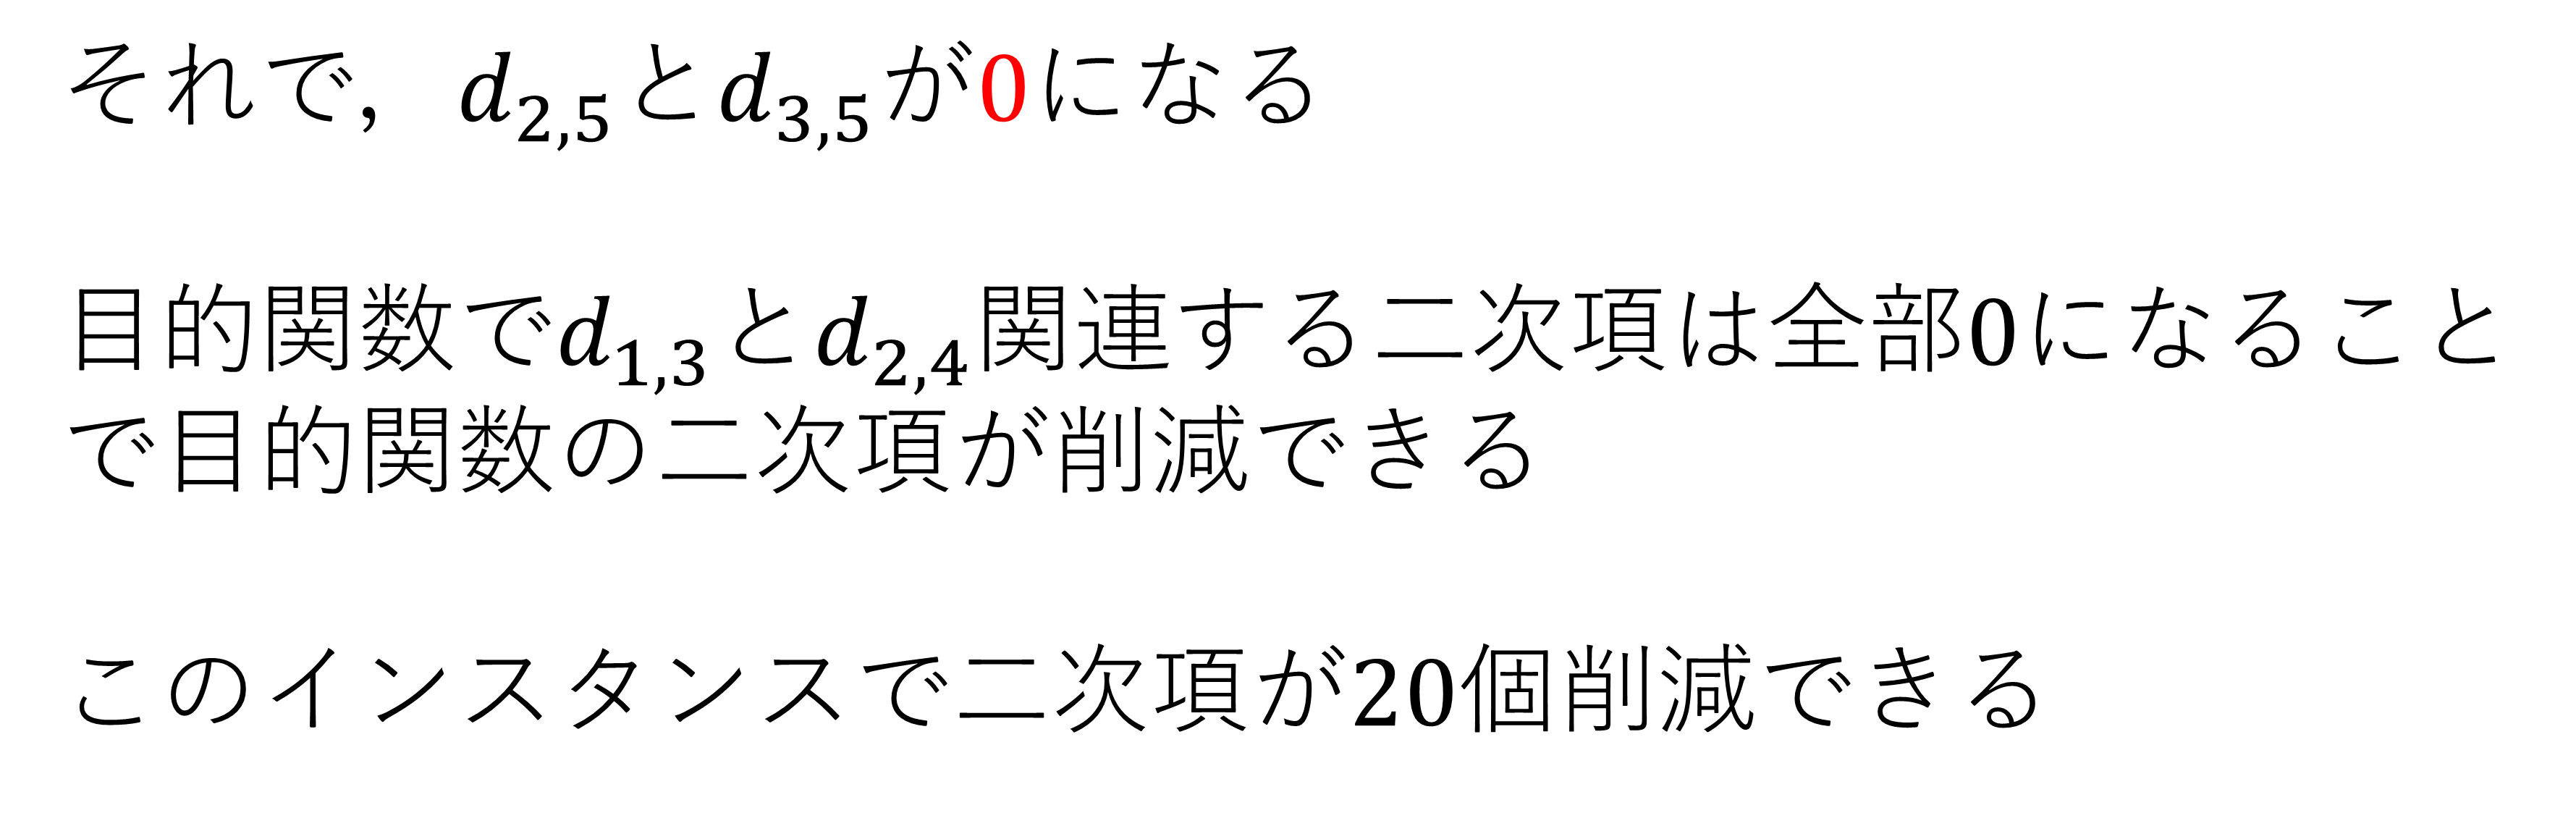 それで，d2,5とd3,5が0になる
目的関数でd1,3とd2,4関連する二次項は全部0になること
で目的関数の二次項が削減できる
このインスタンスで二次項が20個削減できる